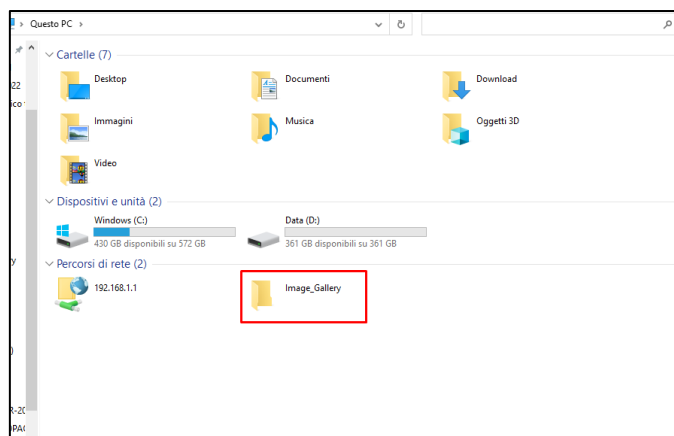 Questo PC
Cartelle (7)
Desktop
Documenti
Download
Immagini
Musica
Oggetti 3D
Video
Dispositivi e unità (2)
Windows (C:)
430 GB disponibili su 572 GB
Data (D:)
361 GB disponibili su 361 GB
Percorsi di rete (2)
192.168.1.1
Image_Gallery